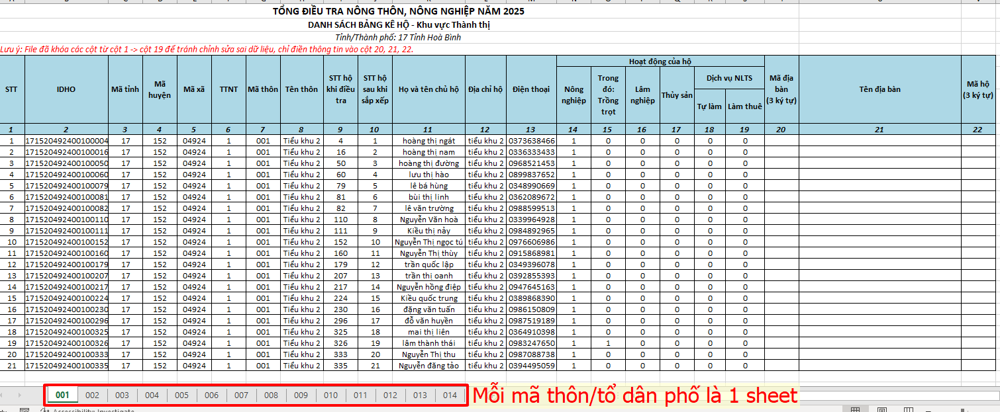 TỔNG ĐIỀU TRA NÔNG THÔN, NÔNG NGHIỆP NĂM 2025
DANH SÁCH BẢNG KÊ HỘ - Khu vực Thành thị
Tỉnh/Thành phố: 17 Tỉnh Hoà Bình
Lưu ý: File đã khóa các cột từ cột 1 -> cột 19 để tránh chỉnh sửa sai dữ liệu, chỉ điền thông tin vào cột 20, 21, 22.
STT IDHO Mã tỉnh Mã huyện Mã xã TTNT Mã thôn Tên thôn STT hộ khi điều tra STT hộ sau khi sắp xếp Họ và tên chủ hộ Địa chỉ hộ Điện thoại Hoạt động của hộ Nông nghiệp Trong đó: Trồng trọt Lâm nghiệp Thủy sản Dịch vụ NLTS Tự làm Làm thuê Mã địa bàn (3 ký tự) Tên địa bàn Mã hộ (3 ký tự)
1 2 3 4 5 6 7 8 9 10 11 12 13 14 15 16 17 18 19 20 21 22
1 171520492400100004 17 152 04924 1 001 Tiểu khu 2 4 1 hoàng thị ngát tiểu khu 2 0373638466 1 0 0 0 0 0
2 171520492400100016 17 152 04924 1 001 Tiểu khu 2 16 2 hoàng thị nam tiểu khu 2 0336333433 1 0 0 0 0 0
3 171520492400100050 17 152 04924 1 001 Tiểu khu 2 50 3 hoàng thị đường tiểu khu 2 0968521453 1 0 0 0 0 0
4 171520492400100060 17 152 04924 1 001 Tiểu khu 2 60 4 lưu thị hào tiểu khu 2 0899837652 1 0 0 0 0 0
5 171520492400100079 17 152 04924 1 001 Tiểu khu 2 79 5 lê bá hùng tiểu khu 2 0348990669 1 0 0 0 0 0
6 171520492400100081 17 152 04924 1 001 Tiểu khu 2 81 6 bùi thị linh tiểu khu 2 0362089672 1 0 0 0 0 0
7 171520492400100082 17 152 04924 1 001 Tiểu khu 2 82 7 lê văn trường tiểu khu 2 0988599513 1 0 0 0 0 0
8 171520492400100110 17 152 04924 1 001 Tiểu khu 2 110 8 Nguyễn Văn hoà tiểu khu 2 0339964928 1 0 0 0 0 0
9 171520492400100111 17 152 04924 1 001 Tiểu khu 2 111 9 Kiều thị nảy tiểu khu 2 0984892965 1 0 0 0 0 0
10 171520492400100152 17 152 04924 1 001 Tiểu khu 2 152 10 Nguyễn Thị ngọc tú tiểu khu 2 0976606986 1 0 0 0 0 0
11 171520492400100160 17 152 04924 1 001 Tiểu khu 2 160 11 Nguyễn Thị thùy tiểu khu 2 0915868981 1 0 0 0 0 0
12 171520492400100179 17 152 04924 1 001 Tiểu khu 2 179 12 trần quốc lập tiểu khu 2 0349396078 1 0 0 0 0 0
13 171520492400100207 17 152 04924 1 001 Tiểu khu 2 207 13 trần thị oanh tiểu khu 2 0392855393 1 0 0 0 0 0
14 171520492400100217 17 152 04924 1 001 Tiểu khu 2 217 14 Nguyễn hồng điệp tiểu khu 2 0947645163 1 0 0 0 0 0
15 171520492400100224 17 152 04924 1 001 Tiểu khu 2 224 15 Kiều quốc trung tiểu khu 2 0389868390 1 0 0 0 0 0
16 171520492400100230 17 152 04924 1 001 Tiểu khu 2 230 16 đặng văn tuấn tiểu khu 2 0986150809 1 0 0 0 0 0
17 171520492400100296 17 152 04924 1 001 Tiểu khu 2 296 17 đỗ văn huyền tiểu khu 2 0987519189 1 0 0 0 0 0
18 171520492400100325 17 152 04924 1 001 Tiểu khu 2 325 18 mai thị liên tiểu khu 2 0364910398 1 0 0 0 0 0
19 171520492400100326 17 152 04924 1 001 Tiểu khu 2 326 19 lâm thành thái tiểu khu 2 0983247650 1 1 0 0 0 0
20 171520492400100333 17 152 04924 1 001 Tiểu khu 2 333 20 Nguyễn Thị thu tiểu khu 2 0987088738 1 0 0 0 0 0
21 171520492400100335 17 152 04924 1 001 Tiểu khu 2 335 21 Nguyễn đăng tảo tiểu khu 2 0394495059 1 0 0 0 0 0
001 002 003 004 005 006 007 008 009 010 011 012 013 014 Mỗi mã thôn/tổ dân phố là 1 sheet